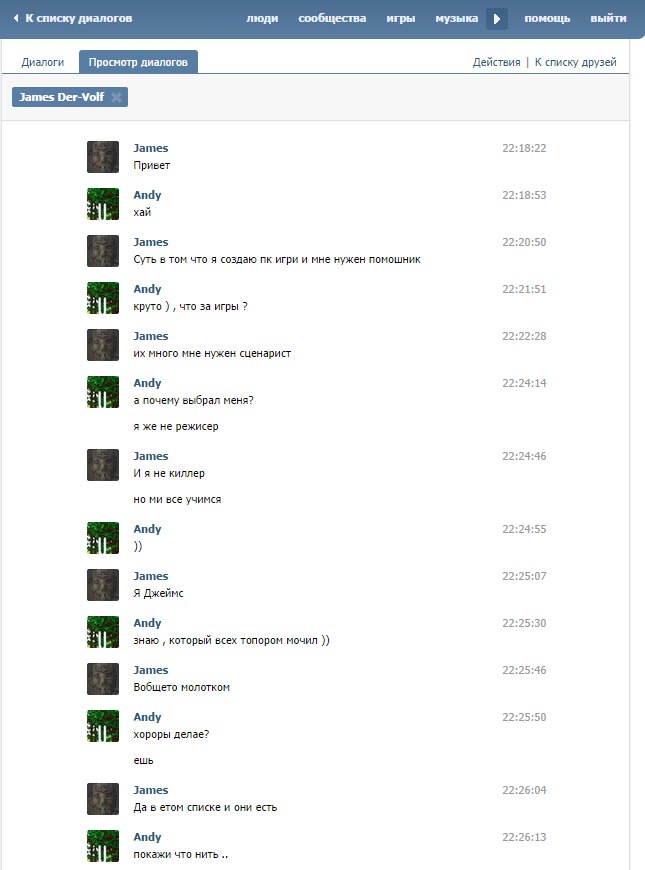 К списку диалогов люди сообщества игры музыка помощь выйти
Диалоги Просмотр диалогов Действия | К списку друзей
James Der-Volf
James 22:18:22
Привет
Andy 22:18:53
хай
James 22:20:50
Суть в том что я создаю пк игри и мне нужен помошник
Andy 22:21:51
круто ) , что за игры ?
James 22:22:28
их много мне нужен сценарист
Andy 22:24:14
а почему выбрал меня?
я же не режисер
James 22:24:46
И я не киллер
но ми все учимся
Andy 22:24:55
))
James 22:25:07
Я Джеймс
Andy 22:25:30
знаю , который всех топором мочил ))
James 22:25:46
Вобщето молотком
Andy 22:25:50
хороры делае?
ешь
James 22:26:04
Да в етом списке и они есть
Andy 22:26:13
покажи что нить ..